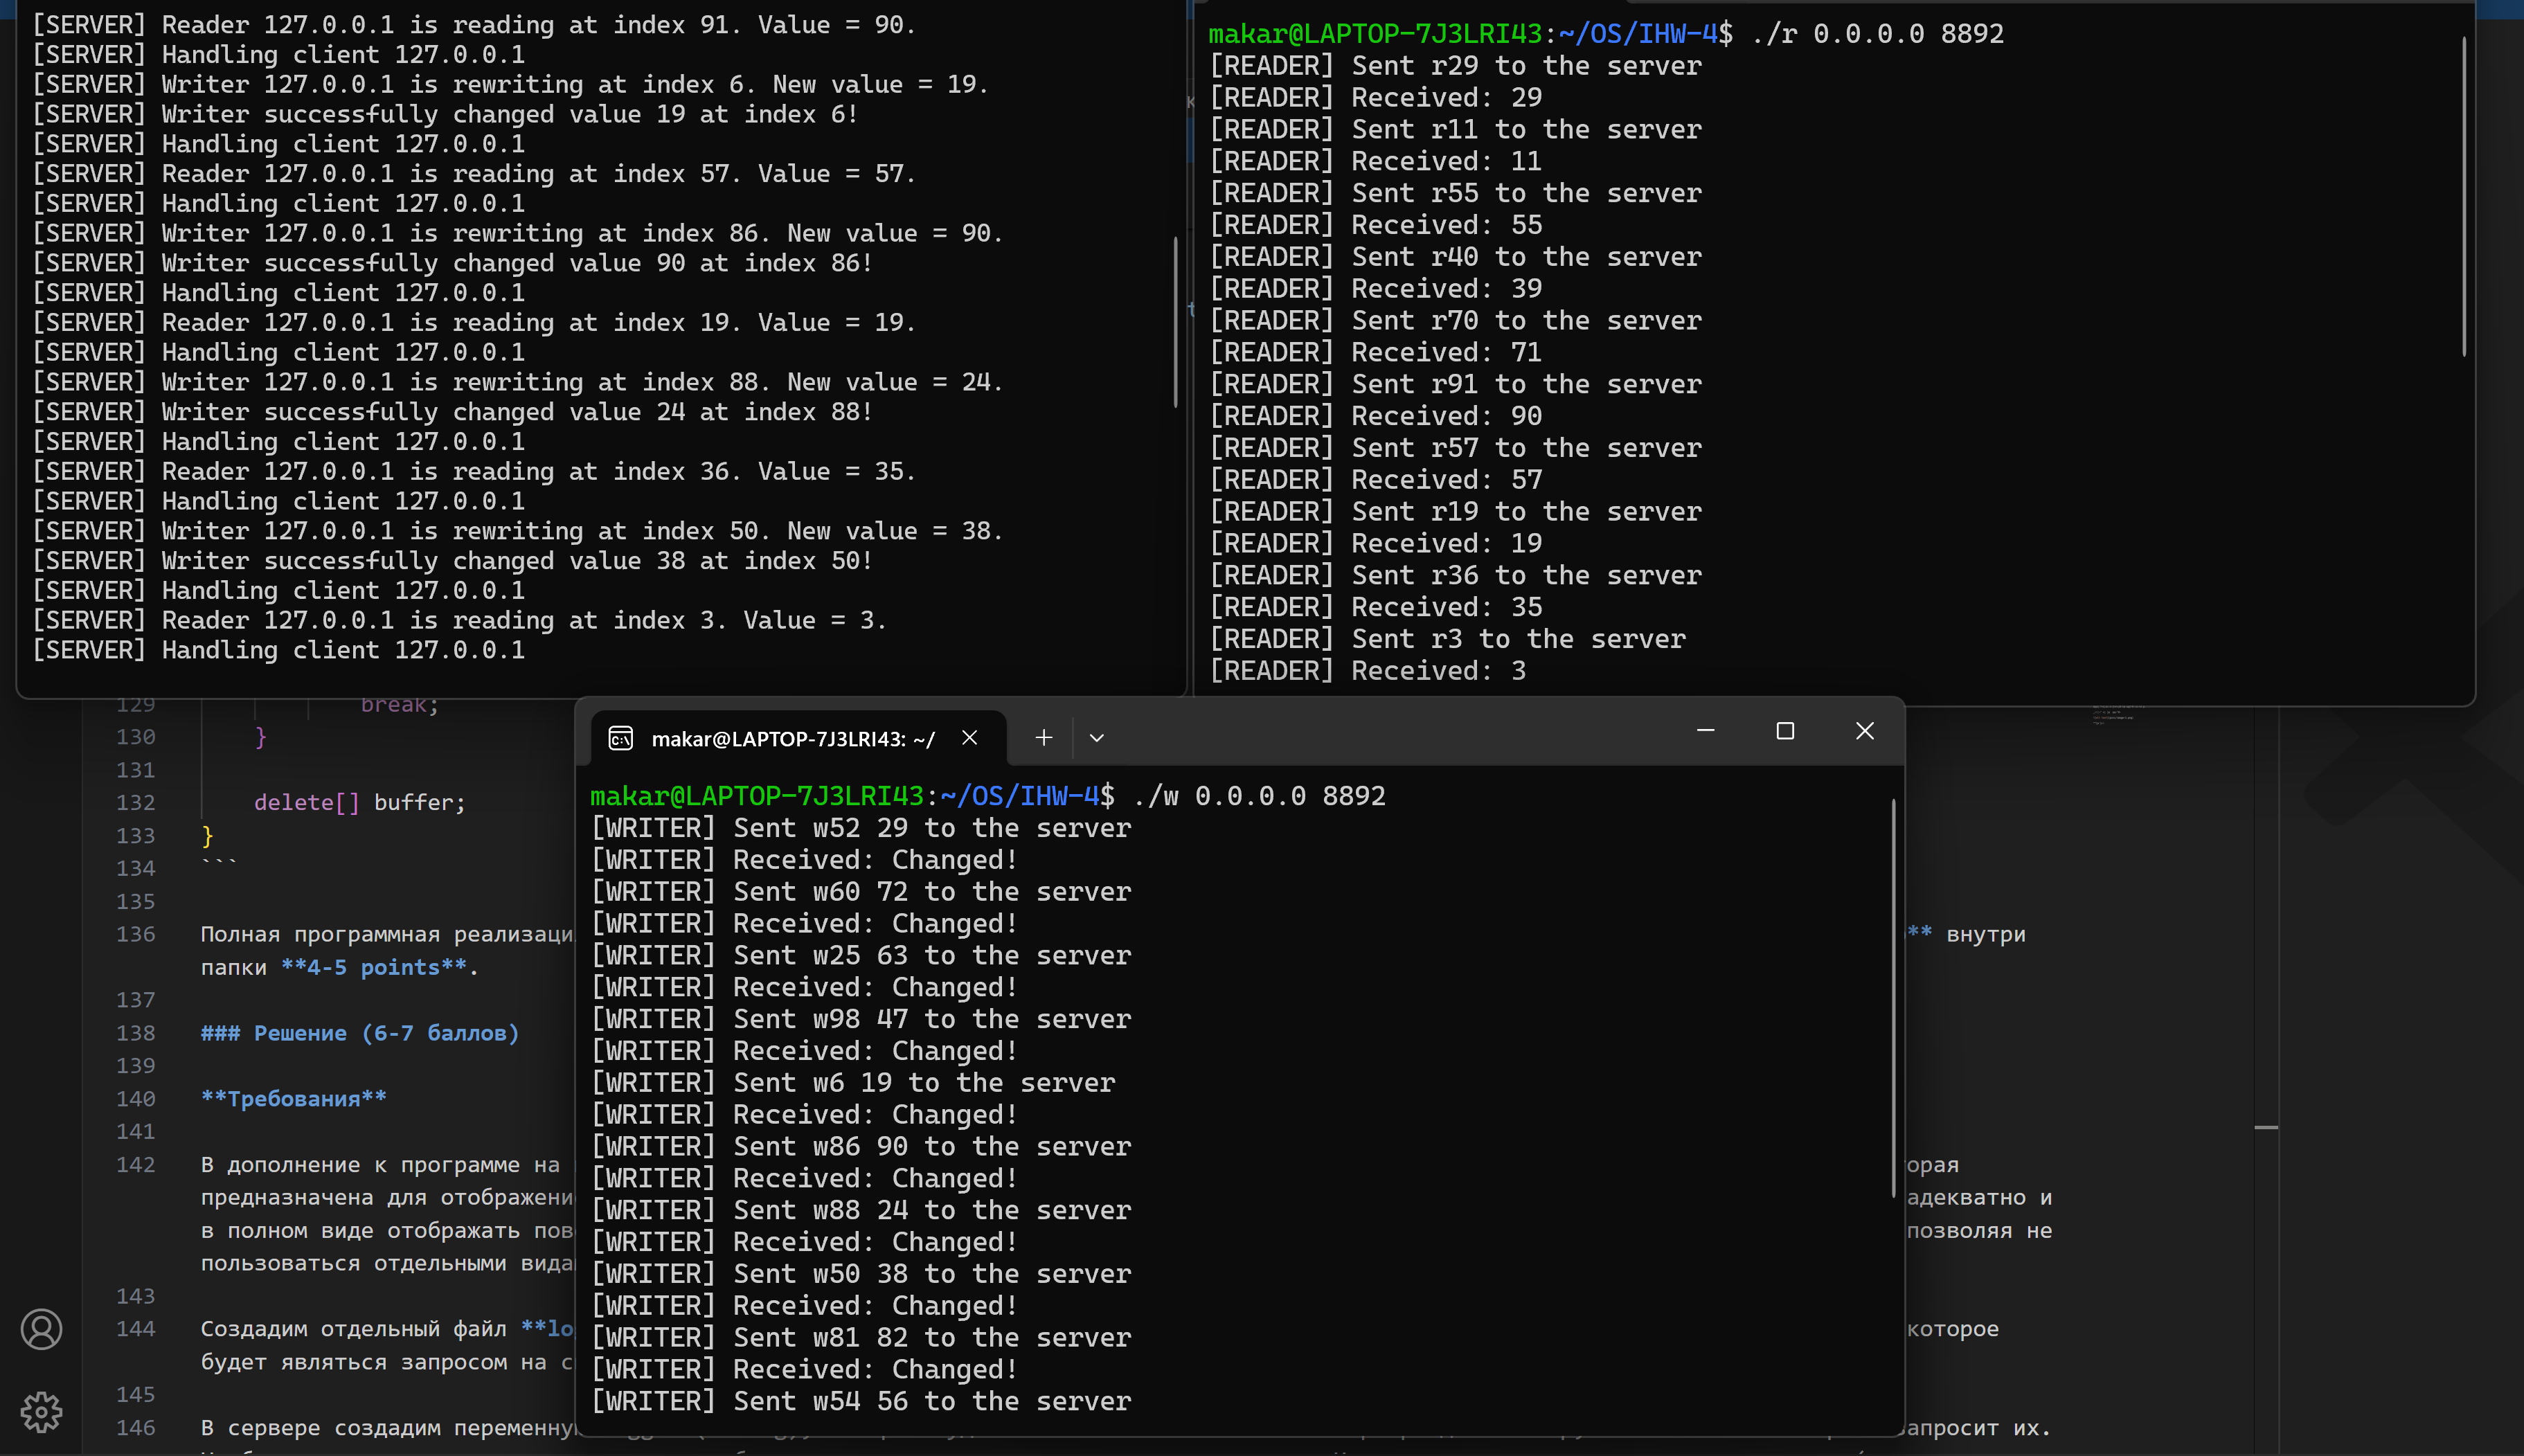 [SERVER] Reader 127.0.0.1 is reading at index 91. Value = 90.
[SERVER] Handling client 127.0.0.1
[SERVER] Writer 127.0.0.1 is rewriting at index 6. New value = 19.
[SERVER] Writer successfully changed value 19 at index 6!
[SERVER] Handling client 127.0.0.1
[SERVER] Reader 127.0.0.1 is reading at index 57. Value = 57.
[SERVER] Handling client 127.0.0.1
[SERVER] Writer 127.0.0.1 is rewriting at index 86. New value = 90.
[SERVER] Writer successfully changed value 90 at index 86!
[SERVER] Handling client 127.0.0.1
[SERVER] Reader 127.0.0.1 is reading at index 19. Value = 19.
[SERVER] Handling client 127.0.0.1
[SERVER] Writer 127.0.0.1 is rewriting at index 88. New value = 24.
[SERVER] Writer successfully changed value 24 at index 88!
[SERVER] Handling client 127.0.0.1
[SERVER] Reader 127.0.0.1 is reading at index 36. Value = 35.
[SERVER] Handling client 127.0.0.1
[SERVER] Writer 127.0.0.1 is rewriting at index 50. New value = 38.
[SERVER] Writer successfully changed value 38 at index 50!
[SERVER] Handling client 127.0.0.1
[SERVER] Reader 127.0.0.1 is reading at index 3. Value = 3.
[SERVER] Handling client 127.0.0.1
makar@LAPTOP-7J3LRI43:~/OS/IHW-4$ ./r 0.0.0.0 8892
[READER] Sent r29 to the server
[READER] Received: 29
[READER] Sent r11 to the server
[READER] Received: 11
[READER] Sent r55 to the server
[READER] Received: 55
[READER] Sent r40 to the server
[READER] Received: 39
[READER] Sent r70 to the server
[READER] Received: 71
[READER] Sent r91 to the server
[READER] Received: 90
[READER] Sent r57 to the server
[READER] Received: 57
[READER] Sent r19 to the server
[READER] Received: 19
[READER] Sent r36 to the server
[READER] Received: 35
[READER] Sent r3 to the server
[READER] Received: 3
makar@LAPTOP-7J3LRI43: ~/
makar@LAPTOP-7J3LRI43:~/OS/IHW-4$ ./w 0.0.0.0 8892
[WRITER] Sent w52 29 to the server
[WRITER] Received: Changed!
[WRITER] Sent w60 72 to the server
[WRITER] Received: Changed!
[WRITER] Sent w25 63 to the server
[WRITER] Received: Changed!
[WRITER] Sent w98 47 to the server
[WRITER] Received: Changed!
[WRITER] Sent w6 19 to the server
[WRITER] Received: Changed!
[WRITER] Sent w86 90 to the server
[WRITER] Received: Changed!
[WRITER] Sent w88 24 to the server
[WRITER] Received: Changed!
[WRITER] Sent w50 38 to the server
[WRITER] Received: Changed!
[WRITER] Sent w81 82 to the server
[WRITER] Received: Changed!
[WRITER] Sent w54 56 to the server
129 break;
130 }
131
132 delete[] buffer;
133 }
134 ```
135
136 Полная программная ** внутри
папки **4-5 points**.
137
138 ### Решение (6-7 баллов)
139
140 **Требования**
141
142 В дополнение к программе на
предназначена для адекватно и
в полном виде отображать позволяя не
пользоваться отдельными
143
144 Создадим отдельный файл которое
будет являться запросом на
145
146 В сервере создадим их.